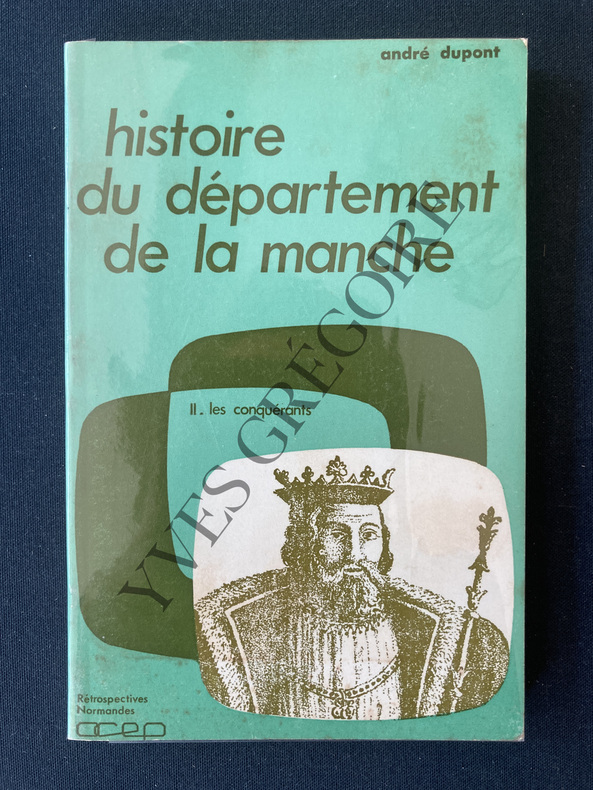 andré dupont
histoire
du département
de la manche
II. les conquérants
YVES GRÉGOIRE
Rétrospectives
Normandes
ocep